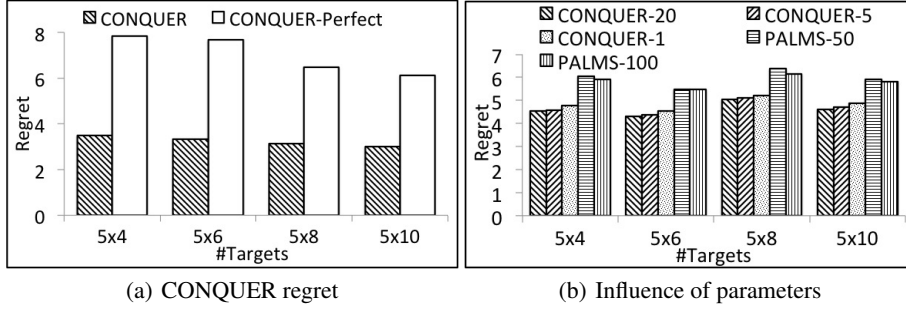 CONQUER CONQUER-Perfect
8
6
4
2
0
Regret
5x4 5x6 5x8 5x10
#Targets
(a) CONQUER regret
CONQUER-20 CONQUER-5
CONQUER-1 PALMS-50
PALMS-100
7
6
5
4
3
2
1
0
Regret
5x4 5x6 5x8 5x10
#Targets
(b) Influence of parameters